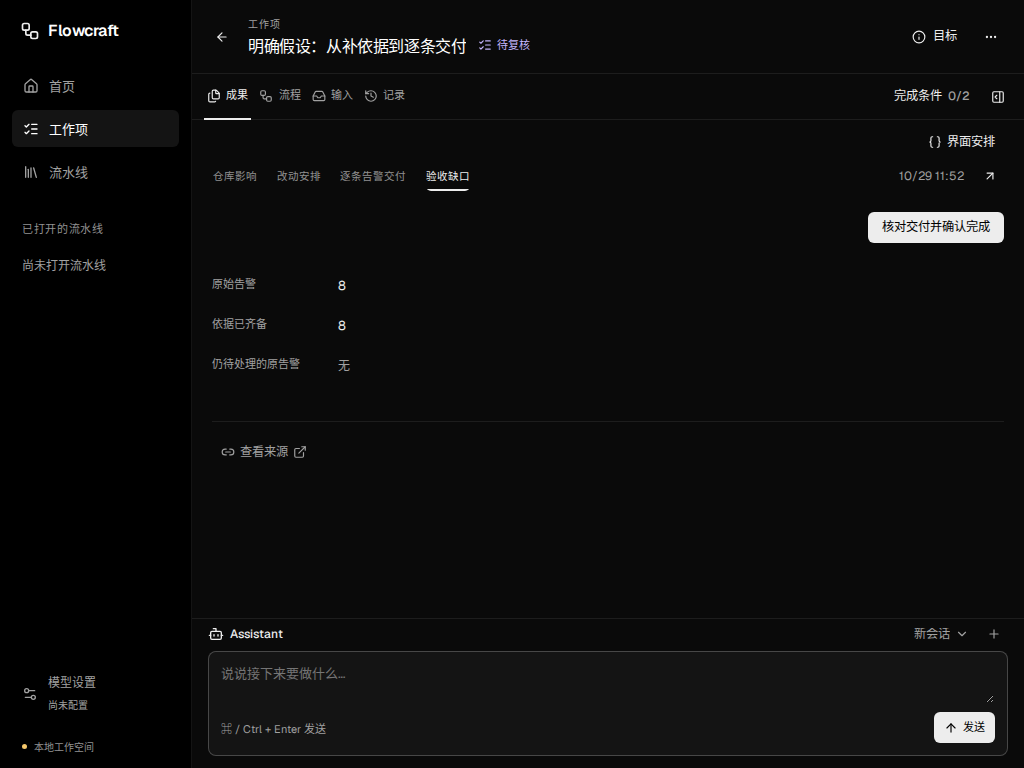 Flowcraft
首页
工作项
流水线
已打开的流水线
尚未打开流水线
模型设置
尚未配置
本地工作空间
工作项
明确假设：从补依据到逐条交付
待复核
目标
成果
流程
输入
记录
完成条件 0/2
界面安排
仓库影响
改动安排
逐条告警交付
验收缺口
10/29 11:52
核对交付并确认完成
原始告警 8
依据已齐备 8
仍待处理的原告警 无
查看来源
Assistant
新会话
说说接下来要做什么…
⌘ / Ctrl + Enter 发送
发送